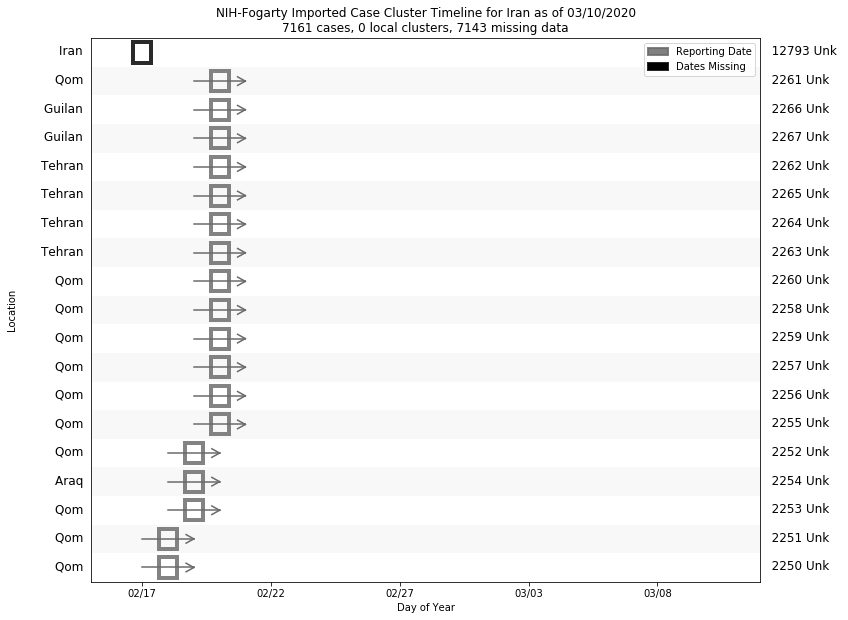 NIH-Fogarty Imported Case Cluster Timeline for Iran as of 03/10/2020
7161 cases, 0 local clusters, 7143 missing data
Reporting Date
Dates Missing
Location
Iran 12793 Unk
Qom 2261 Unk
Guilan 2266 Unk
Guilan 2267 Unk
Tehran 2262 Unk
Tehran 2265 Unk
Tehran 2264 Unk
Tehran 2263 Unk
Qom 2260 Unk
Qom 2258 Unk
Qom 2259 Unk
Qom 2257 Unk
Qom 2256 Unk
Qom 2255 Unk
Qom 2252 Unk
Araq 2254 Unk
Qom 2253 Unk
Qom 2251 Unk
Qom 2250 Unk
02/17 02/22 02/27 03/03 03/08
Day of Year